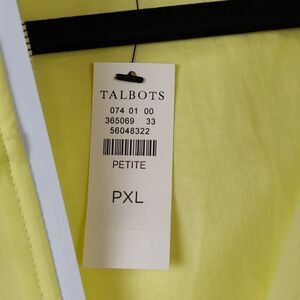 TALBOTS
074 01 00
365069 33
56048322
PETITE
PXL